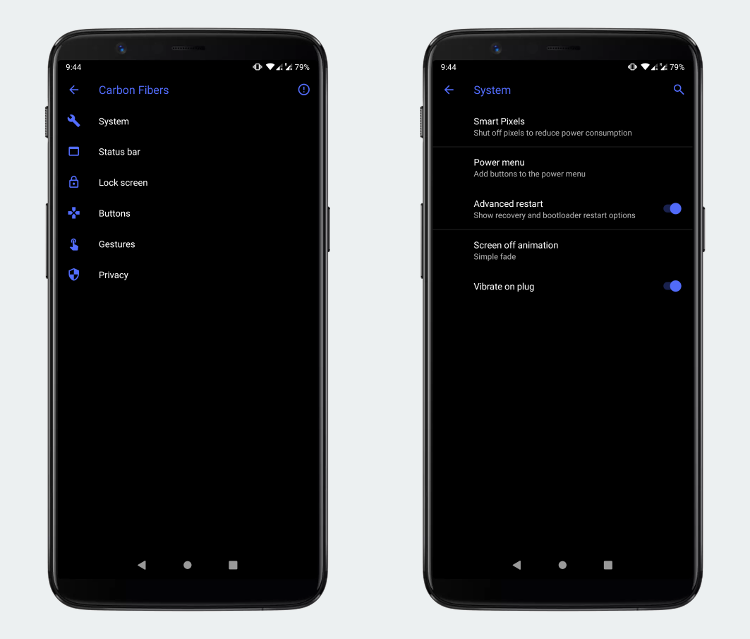 9:44
79%
Carbon Fibers
System
Status bar
Lock screen
Buttons
Gestures
Privacy
9:44
79%
System
Smart Pixels
Shut off pixels to reduce power consumption
Power menu
Add buttons to the power menu
Advanced restart
Show recovery and bootloader restart options
Screen off animation
Simple fade
Vibrate on plug